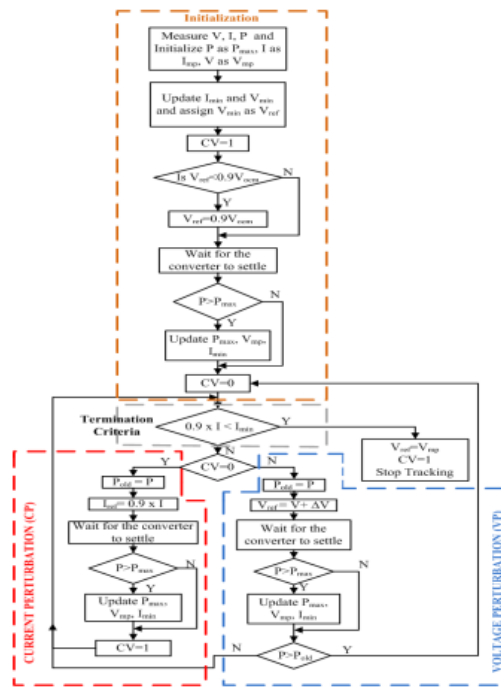 Initialization
Measure V, I, P and
Initialize P as Pmax, I as
Imp, V as Vmp
Update Imin and Vmin
and assign Vmin as Vref
CV=1
Is Vref<0.9Vocm
N
Y
Vref=0.9Vocm
Wait for the
converter to settle
P>Pmax
N
Y
Update Pmax, Vmp,
Imin
CV=0
Termination
Criteria
0.9 x I < Imin
Y
N
Vref=Vmp
CV=1
Stop Tracking
CV=0
Y
N
CURRENT PERTURBATION (CP)
Pold = P
Iref= 0.9 x I
Wait for the converter
to settle
P>Pmax
N
Y
Update Pmax,
Vmp, Imin
CV=1
VOLTAGE PERTURBATION (VP)
Pold = P
Vref = V+ ΔV
Wait for the
converter to settle
P>Pmax
N
Y
Update Pmax,
Vmp, Imin
P>Pold
N
Y